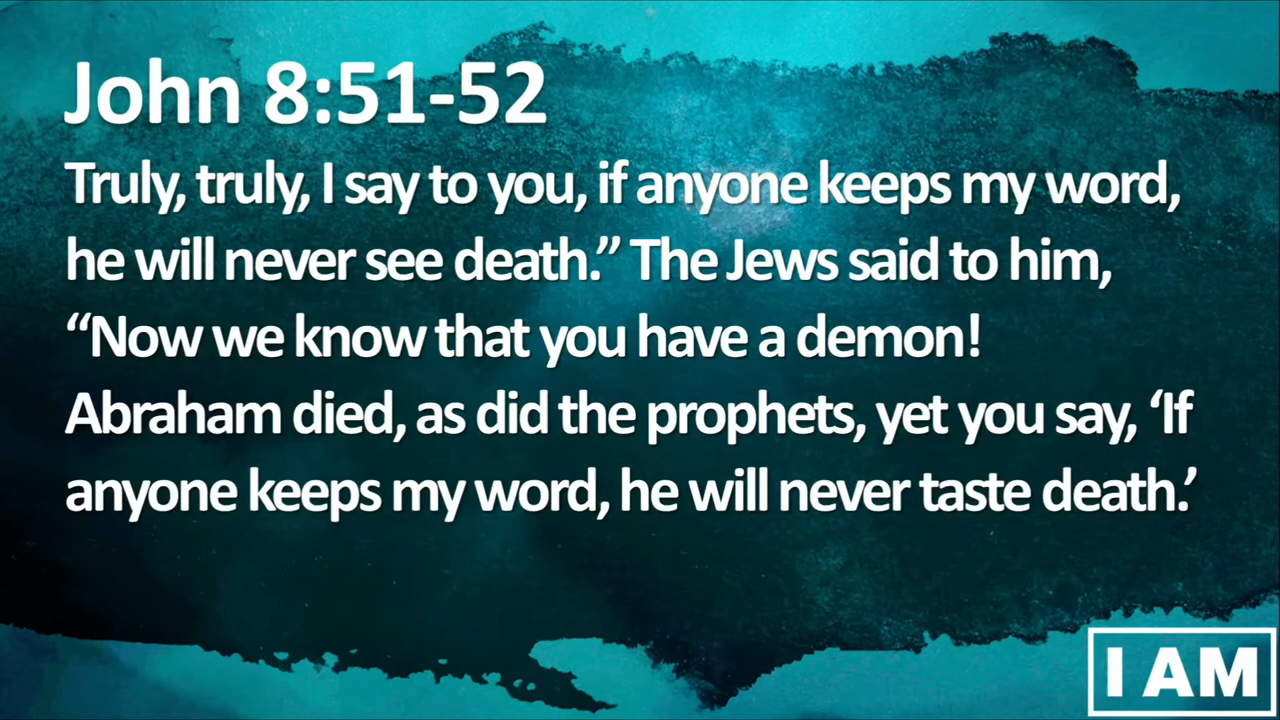 John 8:51-52
Truly, truly, I say to you, if anyone keeps my word,
he will never see death.” The Jews said to him,
“Now we know that you have a demon!
Abraham died, as did the prophets, yet you say, ‘If
anyone keeps my word, he will never taste death.’
I AM